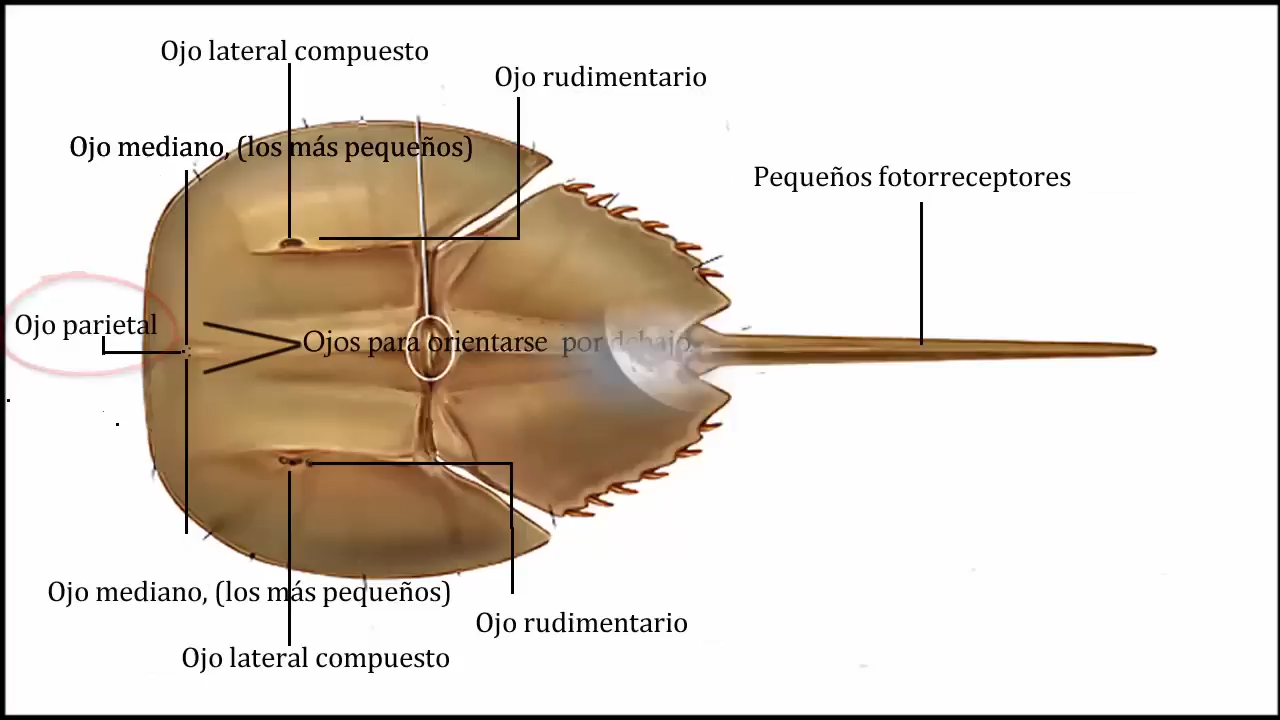 Ojo lateral compuesto
Ojo rudimentario
Ojo mediano, (los más pequeños)
Pequeños fotorreceptores
Ojo parietal
Ojos para orientarse por
Ojo mediano, (los más pequeños)
Ojo rudimentario
Ojo lateral compuesto